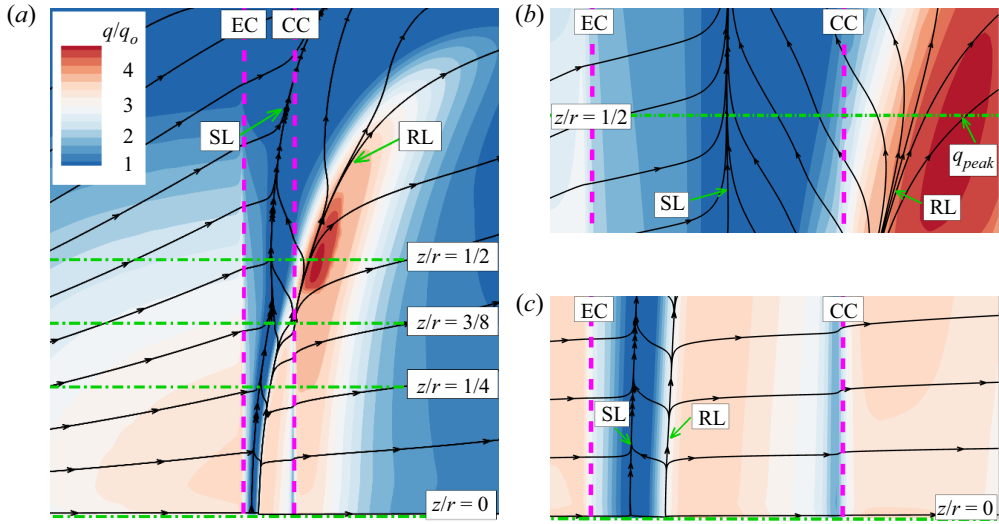 (a)
q/q_o
4
3
2
1
EC
CC
SL
RL
z/r = 1/2
z/r = 3/8
z/r = 1/4
z/r = 0
(b)
EC
CC
z/r = 1/2
SL
q_peak
RL
(c)
EC
CC
SL
RL
z/r = 0